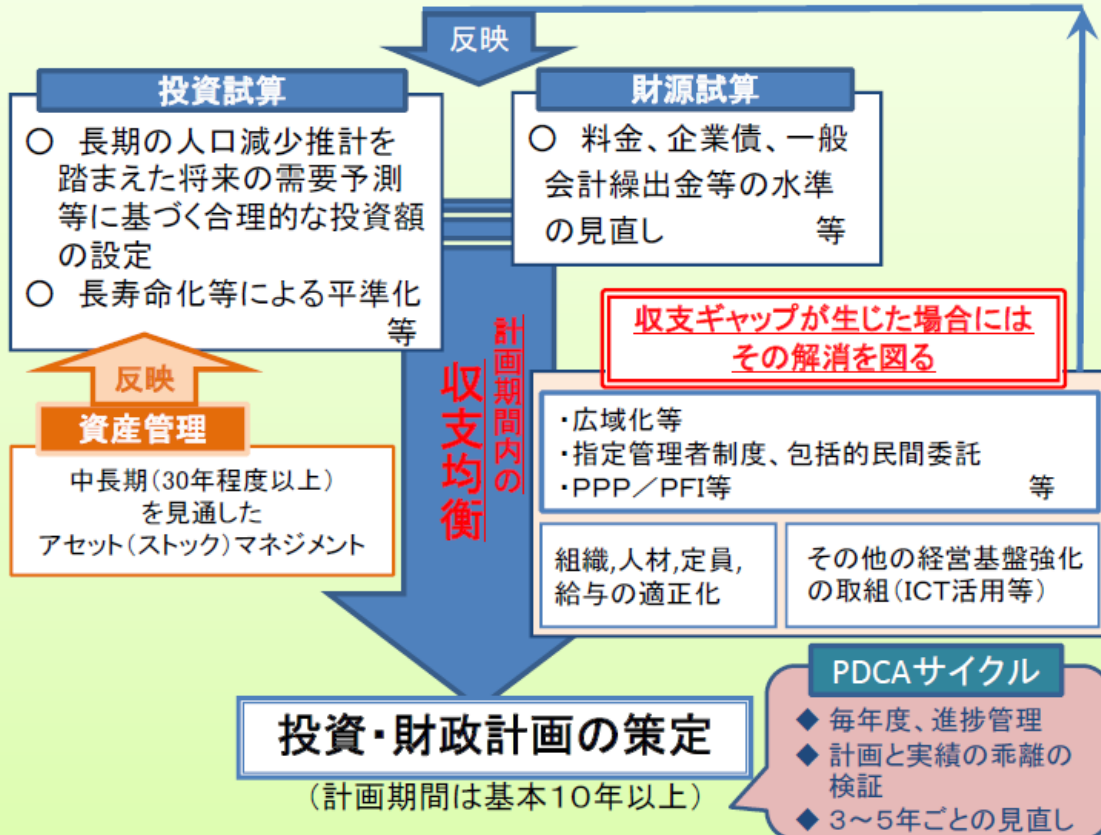 反映
投資試算
○ 長期の人口減少推計を
踏まえた将来の需要予測
等に基づく合理的な投資額
の設定
○ 長寿命化等による平準化
等
財源試算
○ 料金、企業債、一般
会計繰出金等の水準
の見直し 等
反映
資産管理
中長期(30年程度以上)
を見通した
アセット(ストック)マネジメント
計画期間内の
収支均衡
収支ギャップが生じた場合には
その解消を図る
・広域化等
・指定管理者制度、包括的民間委託
・PPP/PFI等 等
組織,人材,定員,
給与の適正化
その他の経営基盤強化
の取組(ICT活用等)
投資・財政計画の策定
(計画期間は基本10年以上)
PDCAサイクル
◆ 毎年度、進捗管理
◆ 計画と実績の乖離の
検証
◆ 3~5年ごとの見直し